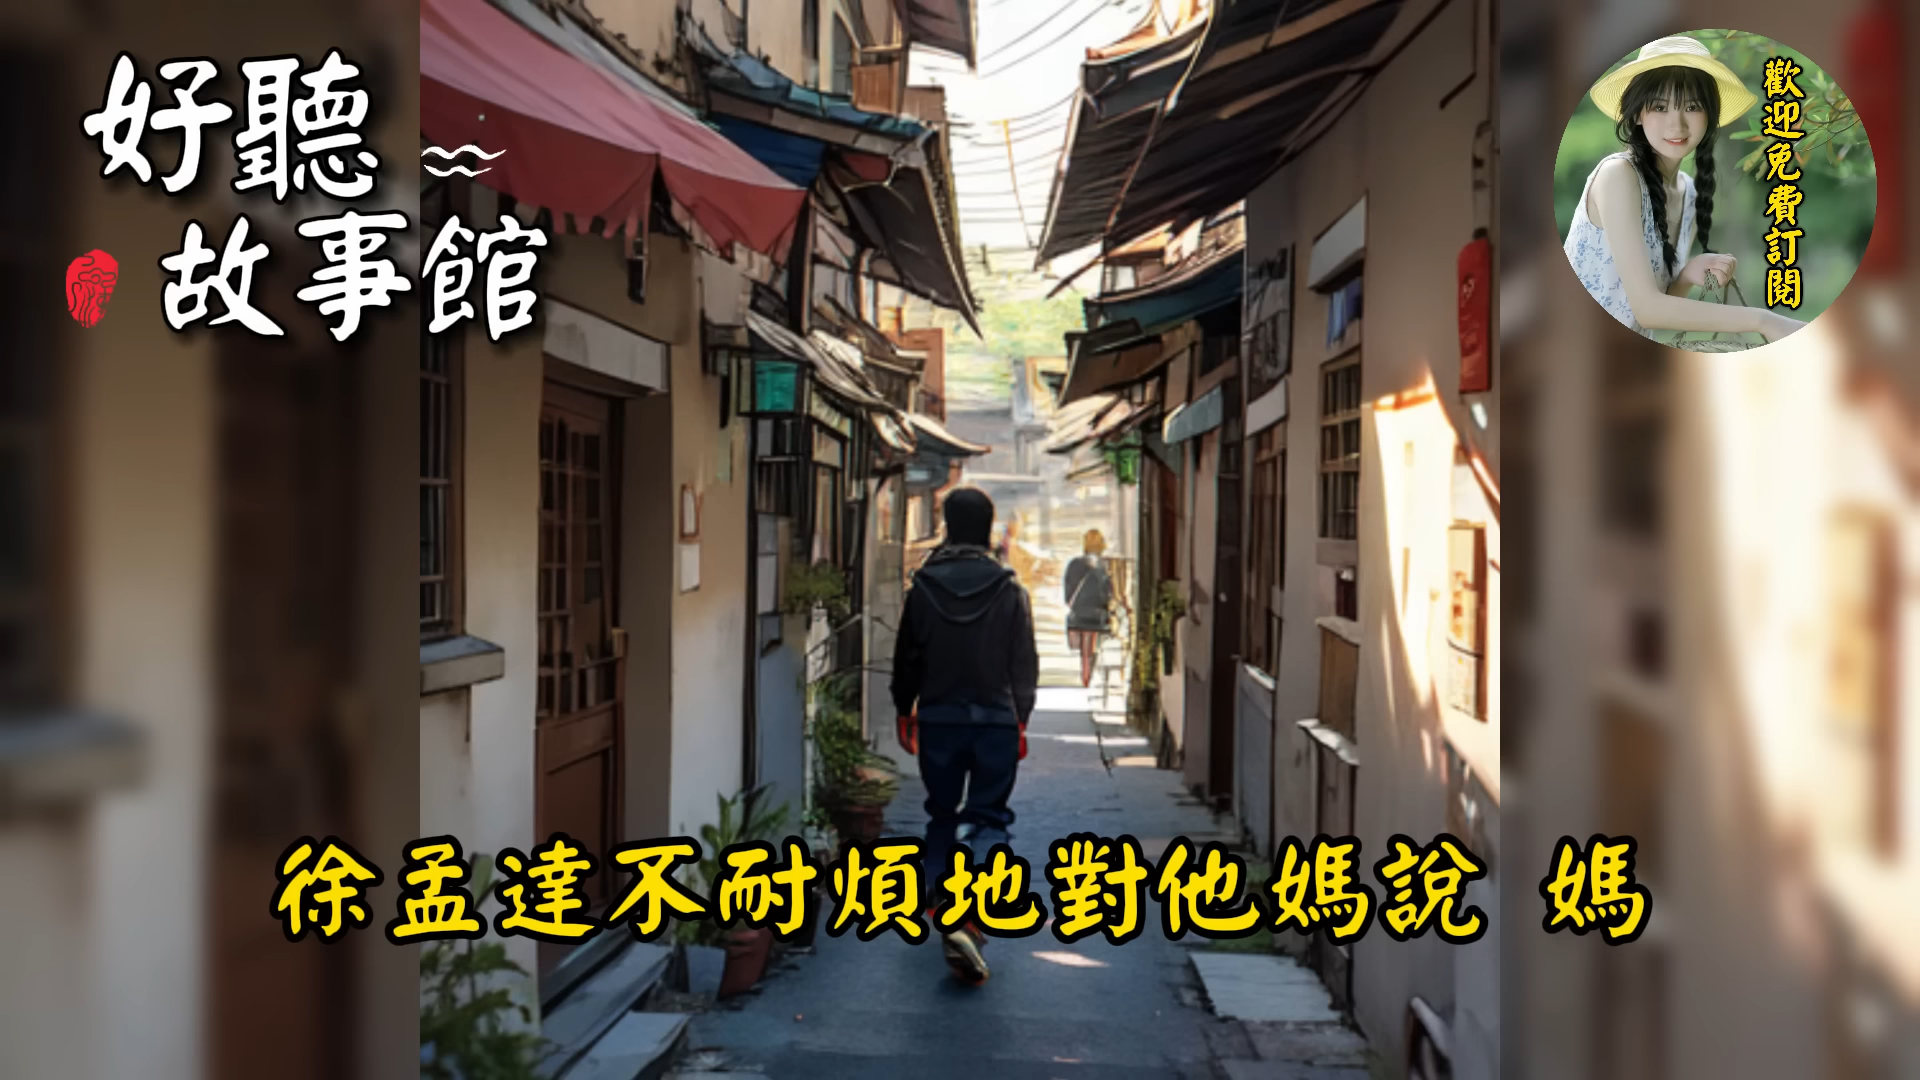 好聽
故事館
歡迎免費訂閱
徐孟達不耐煩地對他媽說 媽